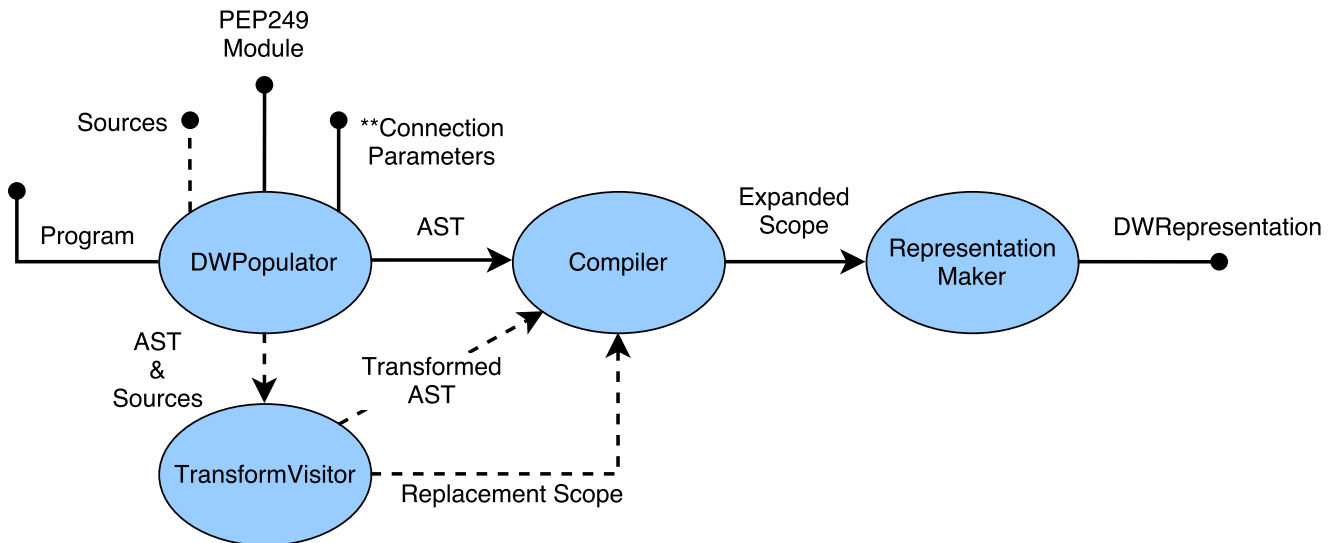 PEP249
Module
Sources
**Connection
Parameters
Program
AST
Expanded
Scope
DWRepresentation
DWPopulator
Compiler
Representation
Maker
AST
&
Sources
Transformed
AST
TransformVisitor
Replacement Scope